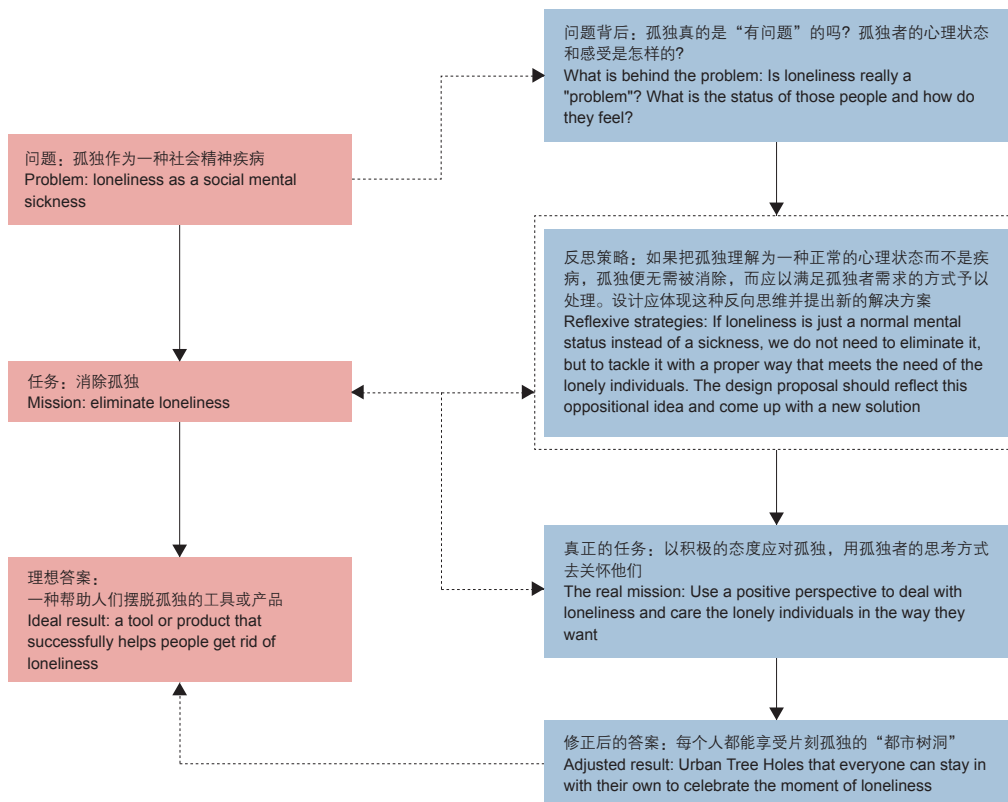 问题背后：孤独真的是“有问题”的吗？孤独者的心理状态
和感受是怎样的？
What is behind the problem: Is loneliness really a
"problem"? What is the status of those people and how do
they feel?
问题：孤独作为一种社会精神疾病
Problem: loneliness as a social mental
sickness
反思策略：如果把孤独理解为一种正常的心理状态而不是疾
病，孤独便无需被消除，而应以满足孤独者需求的方式予以
处理。设计应体现这种反向思维并提出新的解决方案
Reflexive strategies: If loneliness is just a normal mental
status instead of a sickness, we do not need to eliminate it,
but to tackle it with a proper way that meets the need of the
lonely individuals. The design proposal should reflect this
oppositional idea and come up with a new solution
任务：消除孤独
Mission: eliminate loneliness
真正的任务：以积极的态度应对孤独，用孤独者的思考方式
去关怀他们
The real mission: Use a positive perspective to deal with
loneliness and care the lonely individuals in the way they
want
理想答案：
一种帮助人们摆脱孤独的工具或产品
Ideal result: a tool or product that
successfully helps people get rid of
loneliness
修正后的答案：每个人都能享受片刻孤独的“都市树洞”
Adjusted result: Urban Tree Holes that everyone can stay in
with their own to celebrate the moment of loneliness